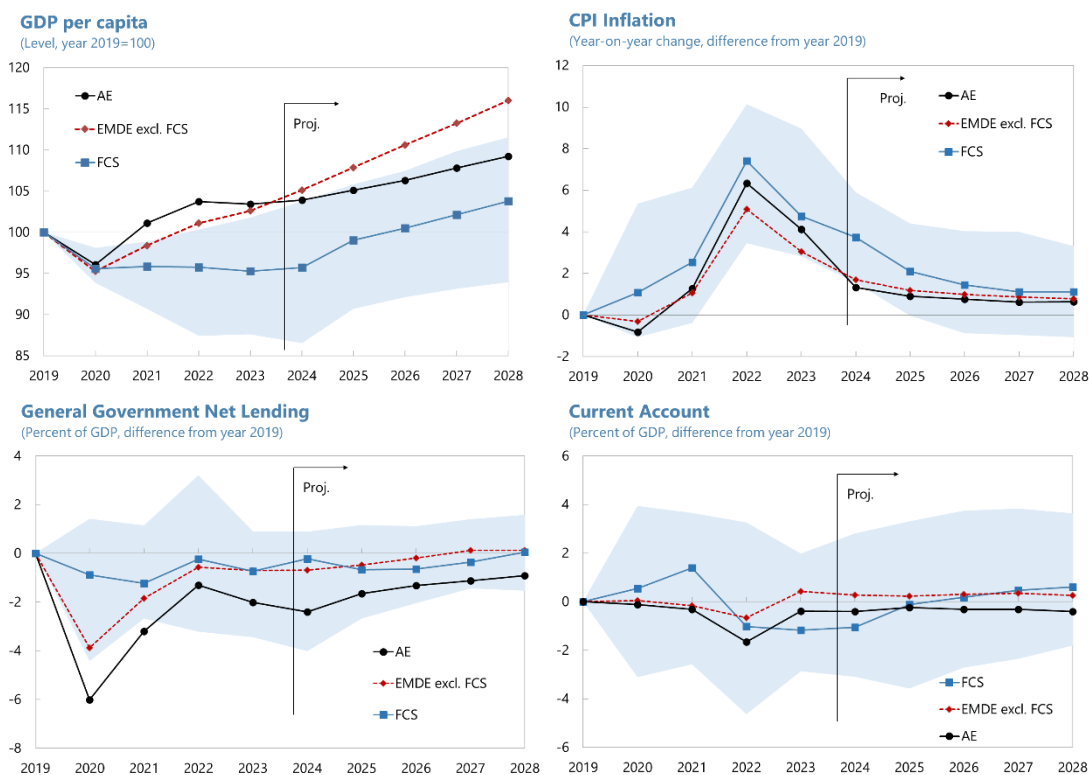 GDP per capita
(Level, year 2019=100)
120
115
110
105
100
95
90
85
AE
EMDE excl. FCS
FCS
Proj.
2019 2020 2021 2022 2023 2024 2025 2026 2027 2028
CPI Inflation
(Year-on-year change, difference from year 2019)
12
10
8
6
4
2
0
-2
FCS
AE
EMDE excl. FCS
Proj.
2019 2020 2021 2022 2023 2024 2025 2026 2027 2028
General Government Net Lending
(Percent of GDP, difference from year 2019)
4
2
0
-2
-4
-6
-8
Proj.
AE
EMDE excl. FCS
FCS
2019 2020 2021 2022 2023 2024 2025 2026 2027 2028
Current Account
(Percent of GDP, difference from year 2019)
6
4
2
0
-2
-4
-6
Proj.
FCS
EMDE excl. FCS
AE
2019 2020 2021 2022 2023 2024 2025 2026 2027 2028